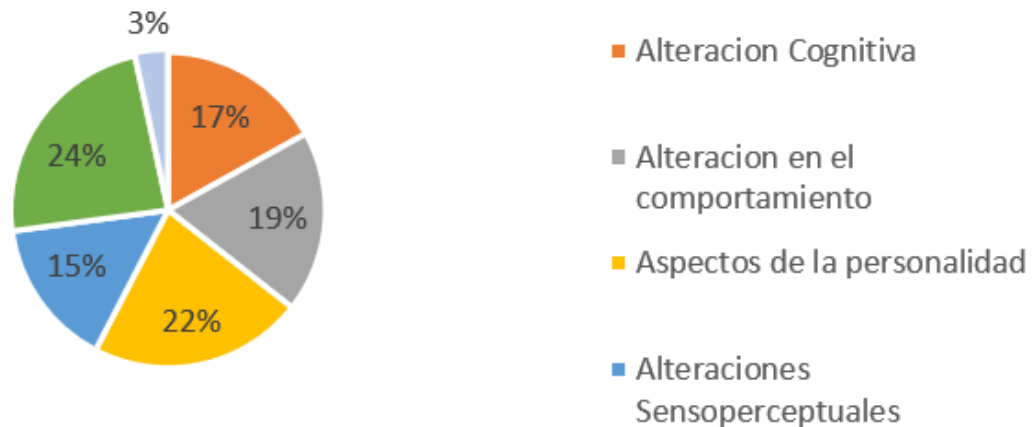 3%
17%
24%
19%
15%
22%
Alteracion Cognitiva
Alteracion en el
comportamiento
Aspectos de la personalidad
Alteraciones
Sensoperceptuales